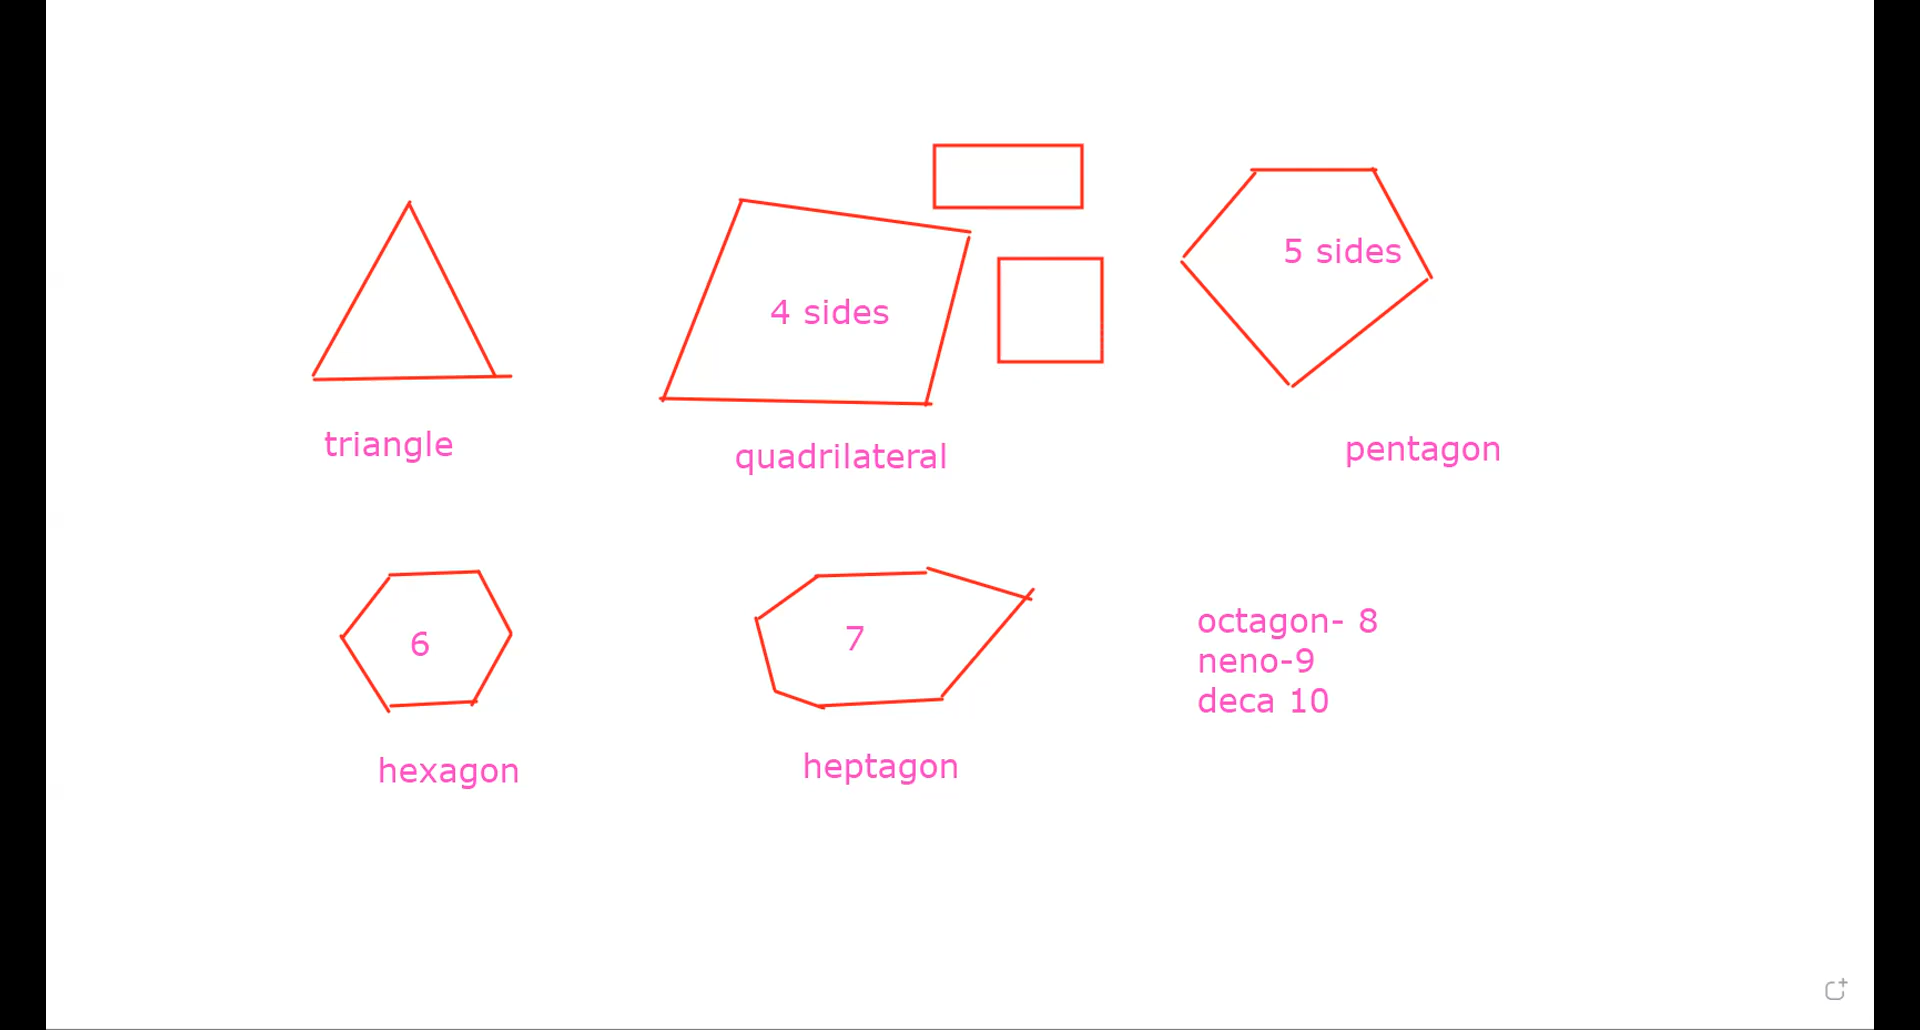 4 sides
5 sides
triangle
quadrilateral
pentagon
6
7
hexagon
heptagon
octagon- 8
neno-9
deca 10